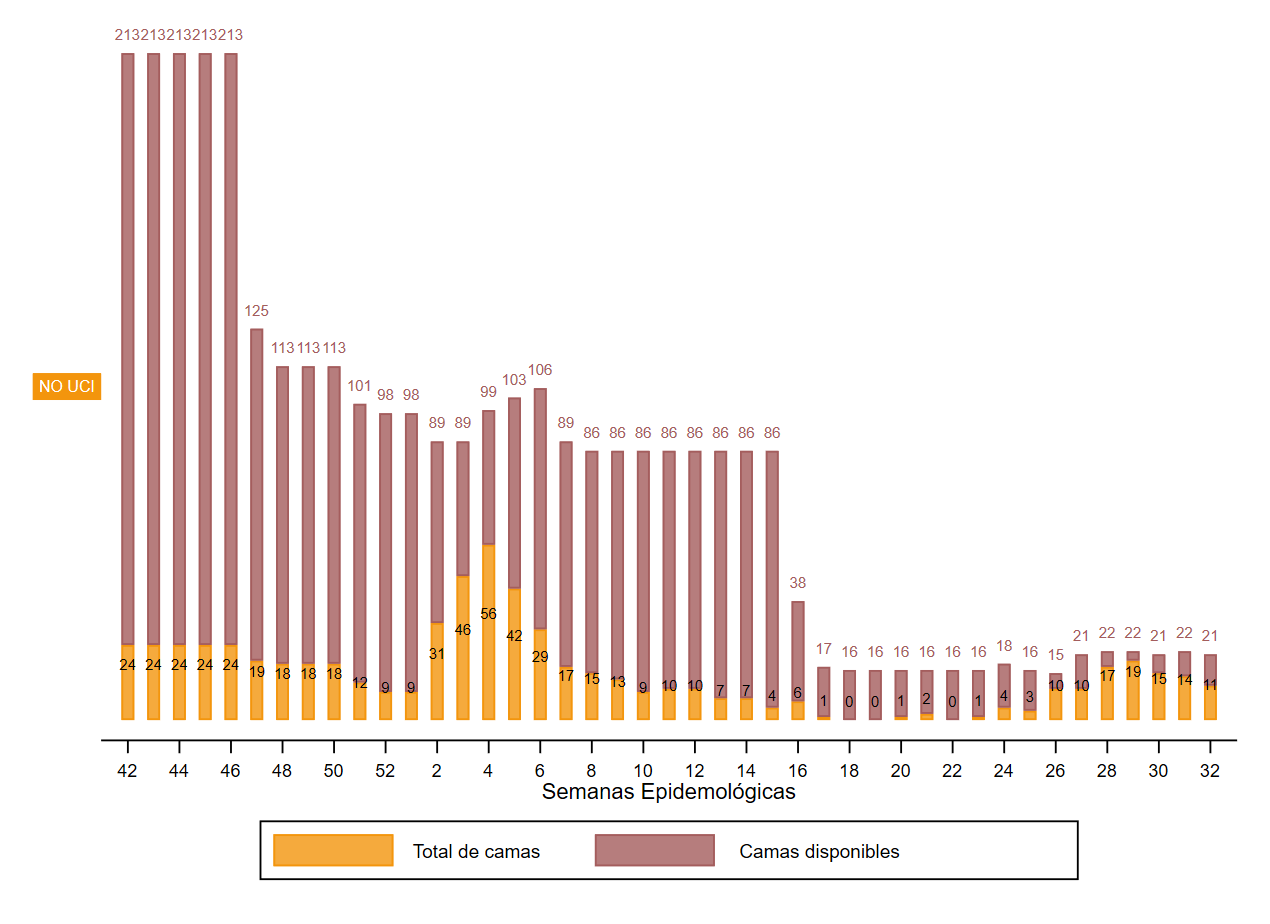 213 213 213 213 213
125
113 113 113
101 98 98
89 89 99 103 106 89
86 86 86 86 86 86 86 86
38
17 16 16 16 16 16 16 18 16 15 21 22 22 21 22 21
NO UCI
24 24 24 24 24 19 18 18 18 12 9 9 31 46 56 42 29 17 15 13 9 10 10 7 7 4 6 1 0 0 1 2 0 1 4 3 10 10 17 19 15 14 11
42 44 46 48 50 52 2 4 6 8 10 12 14 16 18 20 22 24 26 28 30 32
Semanas Epidemológicas
Total de camas Camas disponibles